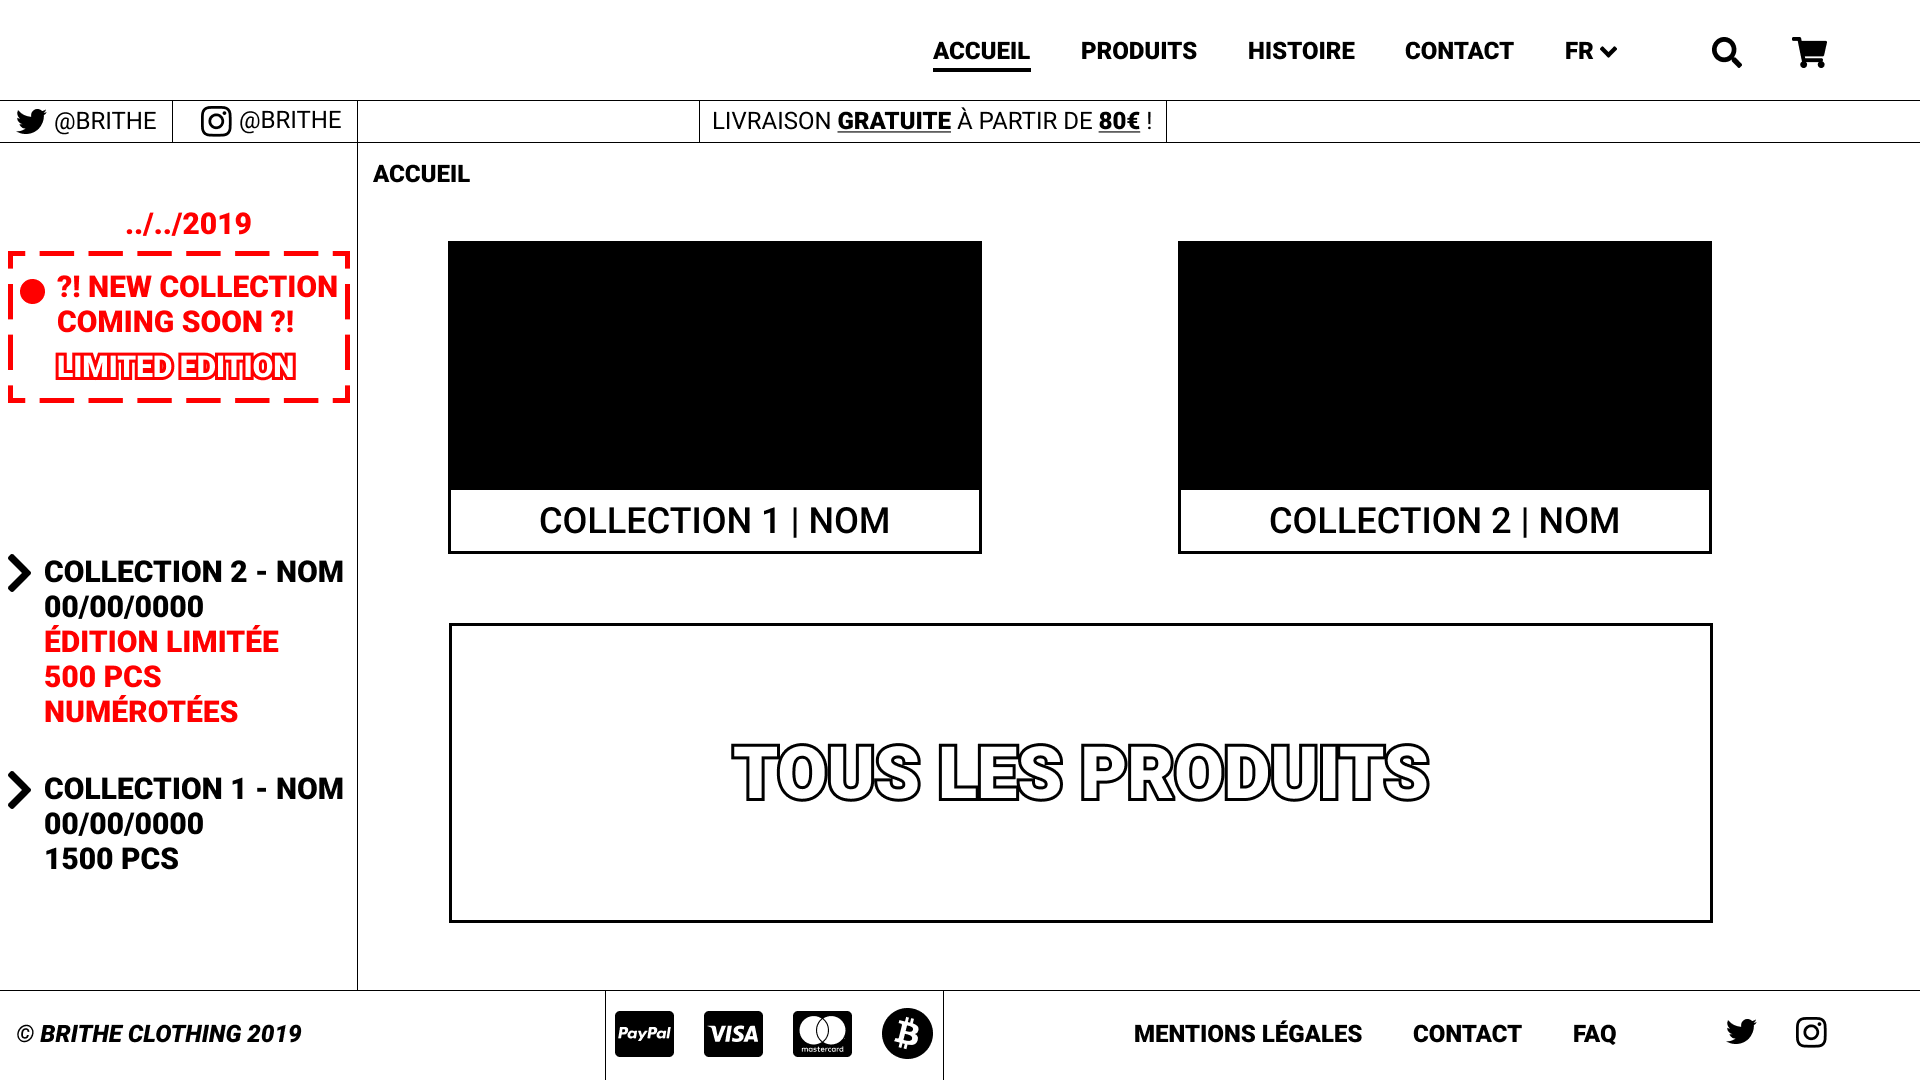 ACCUEIL PRODUITS HISTOIRE CONTACT FR
@BRITHE @BRITHE LIVRAISON GRATUITE À PARTIR DE 80€ !
ACCUEIL
../../2019
?! NEW COLLECTION
COMING SOON ?!
LIMITED EDITION
COLLECTION 2 - NOM
00/00/0000
ÉDITION LIMITÉE
500 PCS
NUMÉROTÉES
COLLECTION 1 - NOM
00/00/0000
1500 PCS
COLLECTION 1 | NOM
COLLECTION 2 | NOM
TOUS LES PRODUITS
© BRITHE CLOTHING 2019
PayPal VISA mastercard
MENTIONS LÉGALES CONTACT FAQ